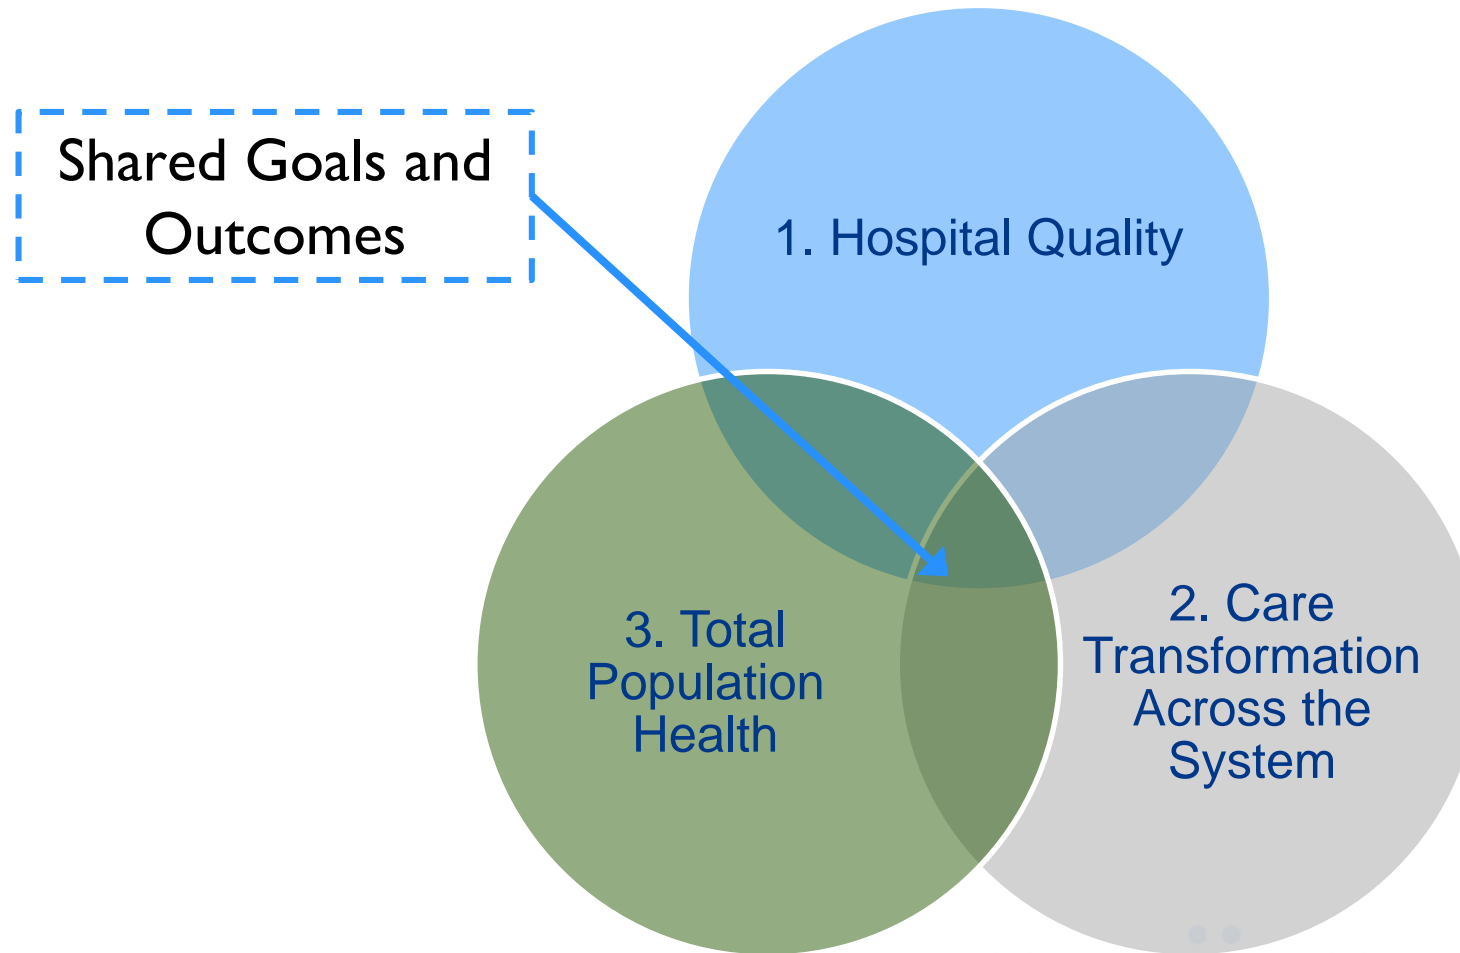 Shared Goals and
Outcomes
1. Hospital Quality
3. Total
Population
Health
2. Care
Transformation
Across the
System